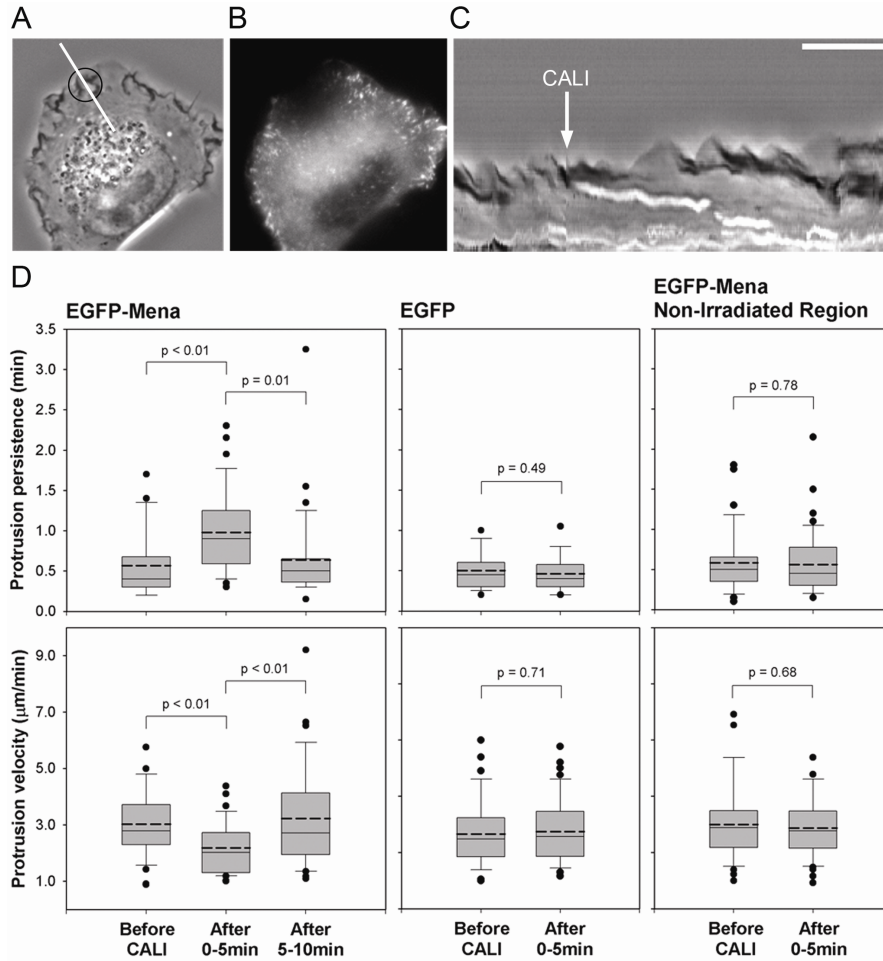 A
B
C
CALI
D
EGFP-Mena
EGFP
EGFP-Mena
Non-Irradiated Region
Protrusion persistence (min)
3.5
3.0
2.5
2.0
1.5
1.0
0.5
0.0
p < 0.01
p = 0.01
p = 0.49
p = 0.78
Protrusion velocity (μm/min)
9.0
7.0
5.0
3.0
1.0
p < 0.01
p < 0.01
p = 0.71
p = 0.68
Before
CALI
After
0-5min
After
5-10min
Before
CALI
After
0-5min
Before
CALI
After
0-5min